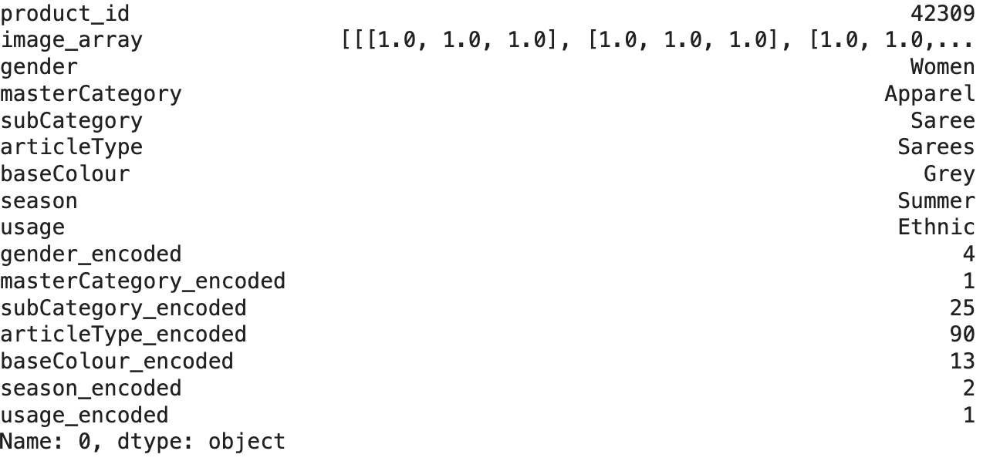 product_id 42309
image_array [[[1.0, 1.0, 1.0], [1.0, 1.0, 1.0], [1.0, 1.0,...
gender Women
masterCategory Apparel
subCategory Saree
articleType Sarees
baseColour Grey
season Summer
usage Ethnic
gender_encoded 4
masterCategory_encoded 1
subCategory_encoded 25
articleType_encoded 90
baseColour_encoded 13
season_encoded 2
usage_encoded 1
Name: 0, dtype: object